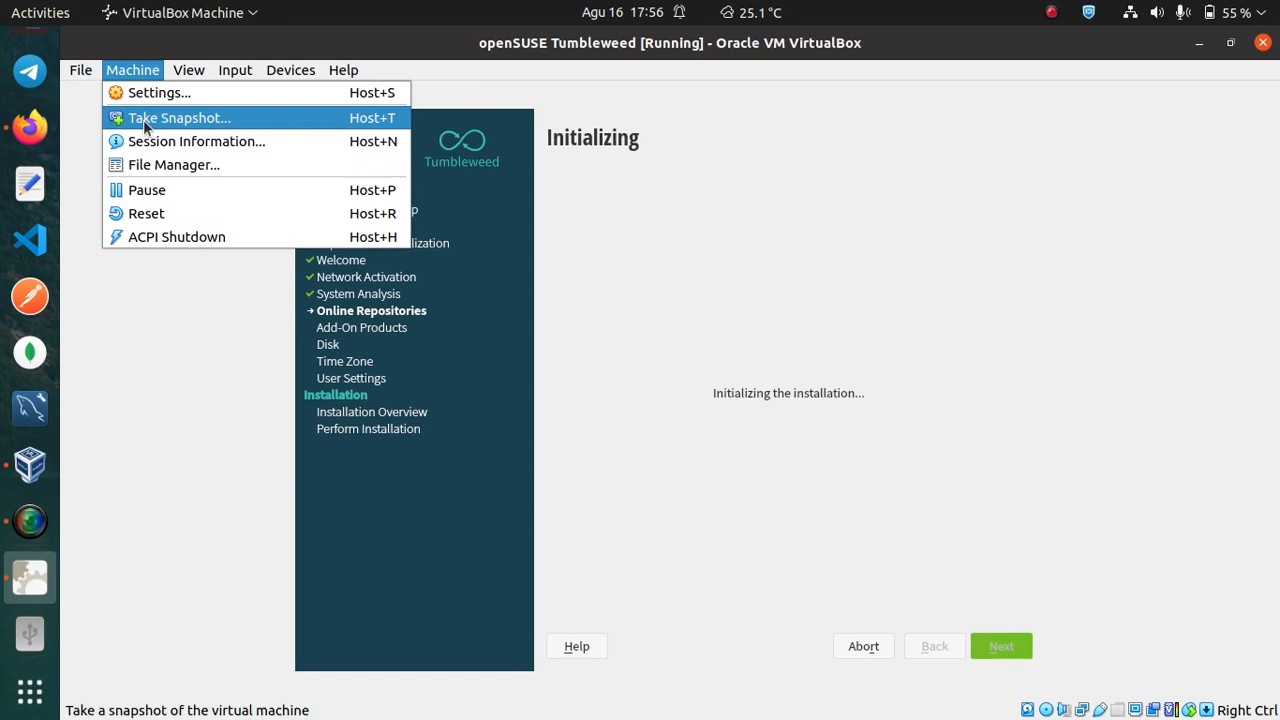 Activities
VirtualBox Machine
Agu 16 17:56
25.1 °C
55 %
openSUSE Tumbleweed [Running] - Oracle VM VirtualBox
File Machine View Input Devices Help
Settings... Host+S
Take Snapshot... Host+T
Session Information... Host+N
File Manager... 
Pause Host+P
Reset Host+R
ACPI Shutdown Host+H
Tumbleweed
Initializing
Welcome
Network Activation
System Analysis
Online Repositories
Add-On Products
Disk
Time Zone
User Settings
Installation
Installation Overview
Perform Installation
Initializing the installation...
Help
Abort
Back
Next
Take a snapshot of the virtual machine
Right Ctrl